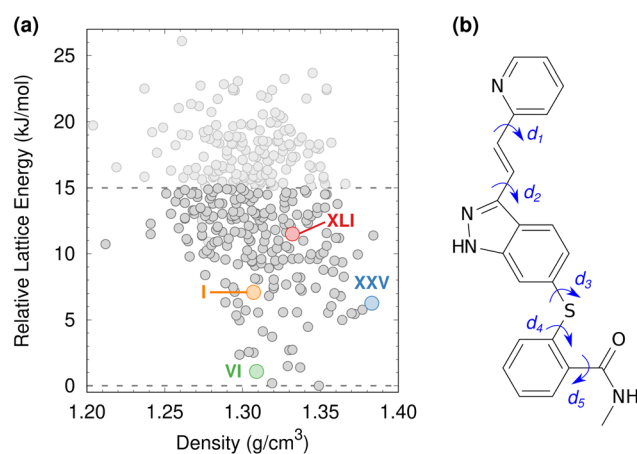 (a)
Relative Lattice Energy (kJ/mol)
25
20
15
10
5
0
XLI
XXV
I
VI
1.20
1.25
1.30
1.35
1.40
Density (g/cm³)
(b)
N
d₁
d₂
N
HN
d₃
S
d₄
O
d₅
NH